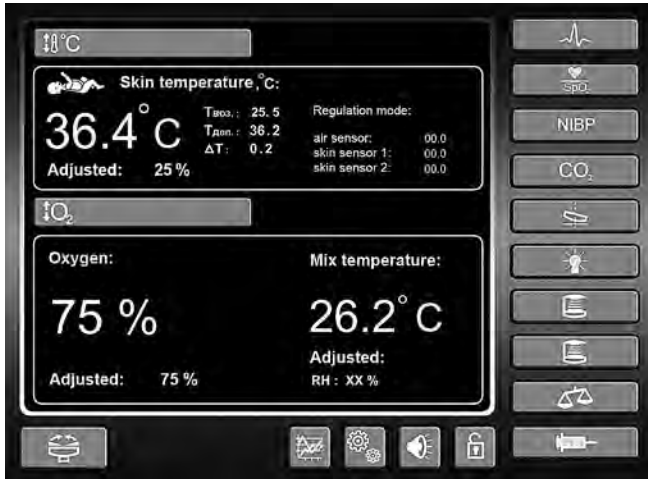 °C
Skin temperature,°C:
36.4°C
Tвоз.: 25.5
Tдоп.: 36.2
ΔT: 0.2
Regulation mode:
air sensor: 00.0
skin sensor 1: 00.0
skin sensor 2: 00.0
Adjusted: 25 %
O₂
Oxygen:
75 %
Adjusted: 75 %
Mix temperature:
26.2°C
Adjusted:
RH : XX %
SpO₂
NIBP
CO₂